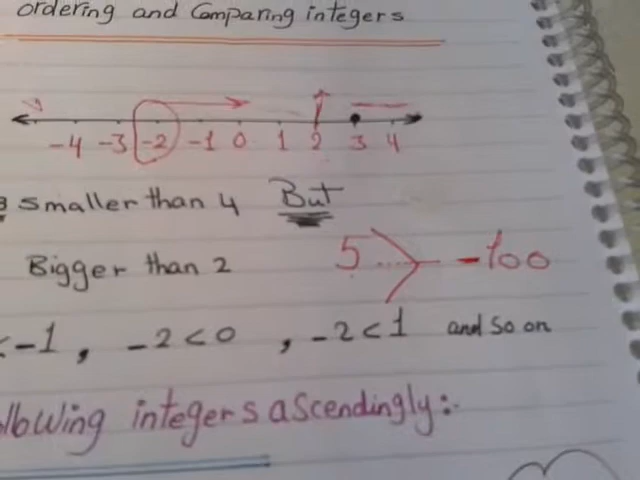 ordering and Comparing integers
-4 -3 -2 -1 0 1 2 3 4
3 smaller than 4 But
Bigger than 2 5 > -100
<-1, -2<0, -2<1 and so on
integers ascendingly:-